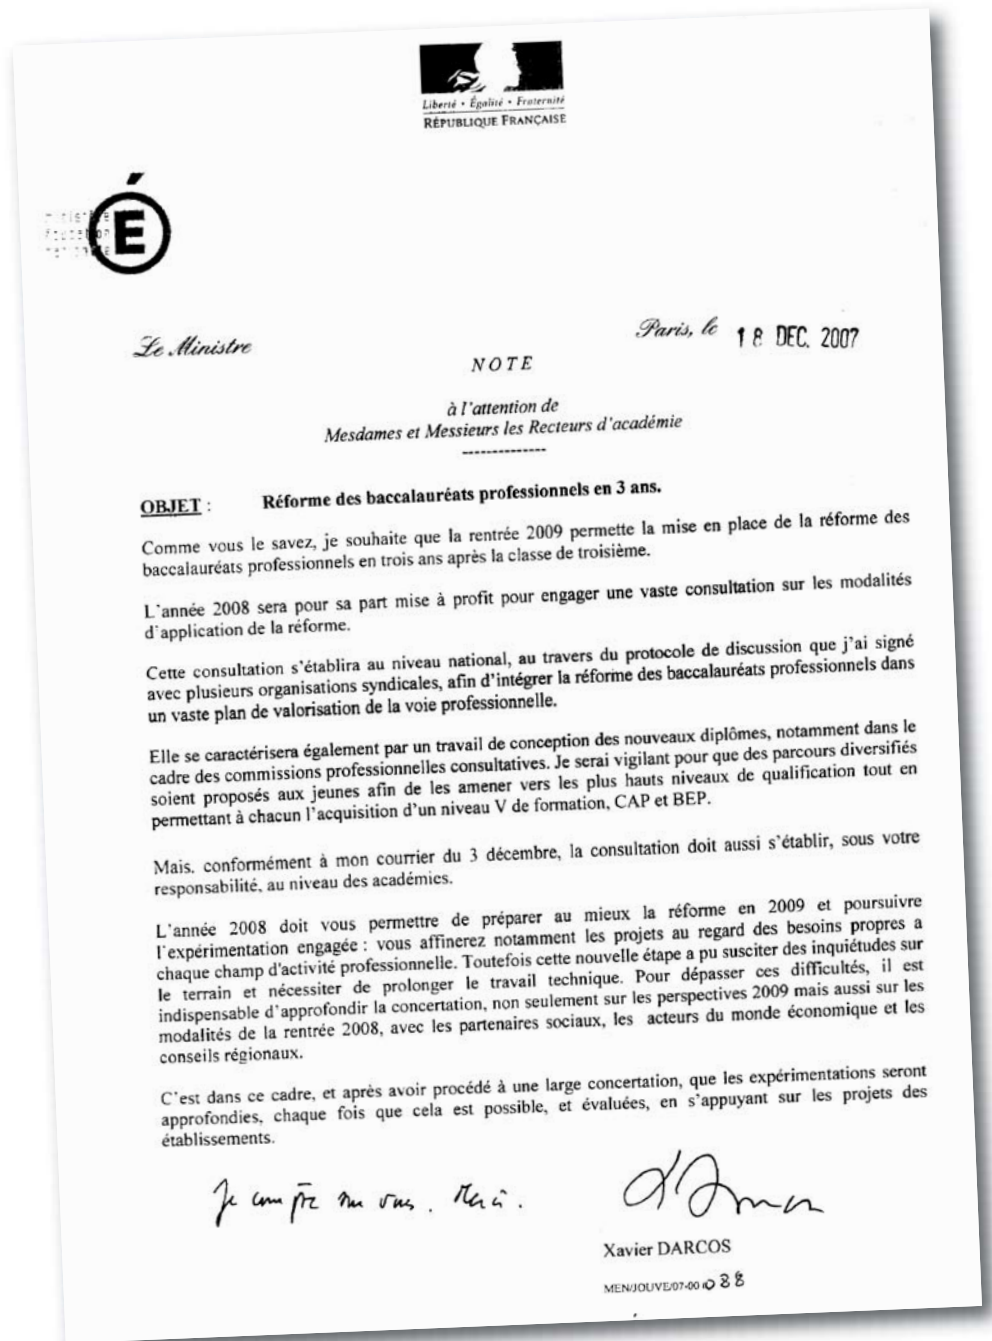 Liberté • Égalité • Fraternité
RÉPUBLIQUE FRANÇAISE
É
Le Ministre
Paris, le 18 DEC. 2007
NOTE
à l'attention de
Mesdames et Messieurs les Recteurs d'académie
--------------
OBJET : Réforme des baccalauréats professionnels en 3 ans.
Comme vous le savez, je souhaite que la rentrée 2009 permette la mise en place de la réforme des
baccalauréats professionnels en trois ans après la classe de troisième.
L'année 2008 sera pour sa part mise à profit pour engager une vaste consultation sur les modalités
d'application de la réforme.
Cette consultation s'établira au niveau national, au travers du protocole de discussion que j'ai signé
avec plusieurs organisations syndicales, afin d'intégrer la réforme des baccalauréats professionnels dans
un vaste plan de valorisation de la voie professionnelle.
Elle se caractérisera également par un travail de conception des nouveaux diplômes, notamment dans le
cadre des commissions professionnelles consultatives. Je serai vigilant pour que des parcours diversifiés
soient proposés aux jeunes afin de les amener vers les plus hauts niveaux de qualification tout en
permettant à chacun l'acquisition d'un niveau V de formation, CAP et BEP.
Mais, conformément à mon courrier du 3 décembre, la consultation doit aussi s'établir, sous votre
responsabilité, au niveau des académies.
L'année 2008 doit vous permettre de préparer au mieux la réforme en 2009 et poursuivre
l'expérimentation engagée : vous affinerez notamment les projets au regard des besoins propres a
chaque champ d'activité professionnelle. Toutefois cette nouvelle étape a pu susciter des inquiétudes sur
le terrain et nécessiter de prolonger le travail technique. Pour dépasser ces difficultés, il est
indispensable d'approfondir la concertation, non seulement sur les perspectives 2009 mais aussi sur les
modalités de la rentrée 2008, avec les partenaires sociaux, les acteurs du monde économique et les
conseils régionaux.
C'est dans ce cadre, et après avoir procédé à une large concertation, que les expérimentations seront
approfondies, chaque fois que cela est possible, et évaluées, en s'appuyant sur les projets des
établissements.
Je compte sur vous. Merci.
Xavier DARCOS
MEN/JOUVE/07-00